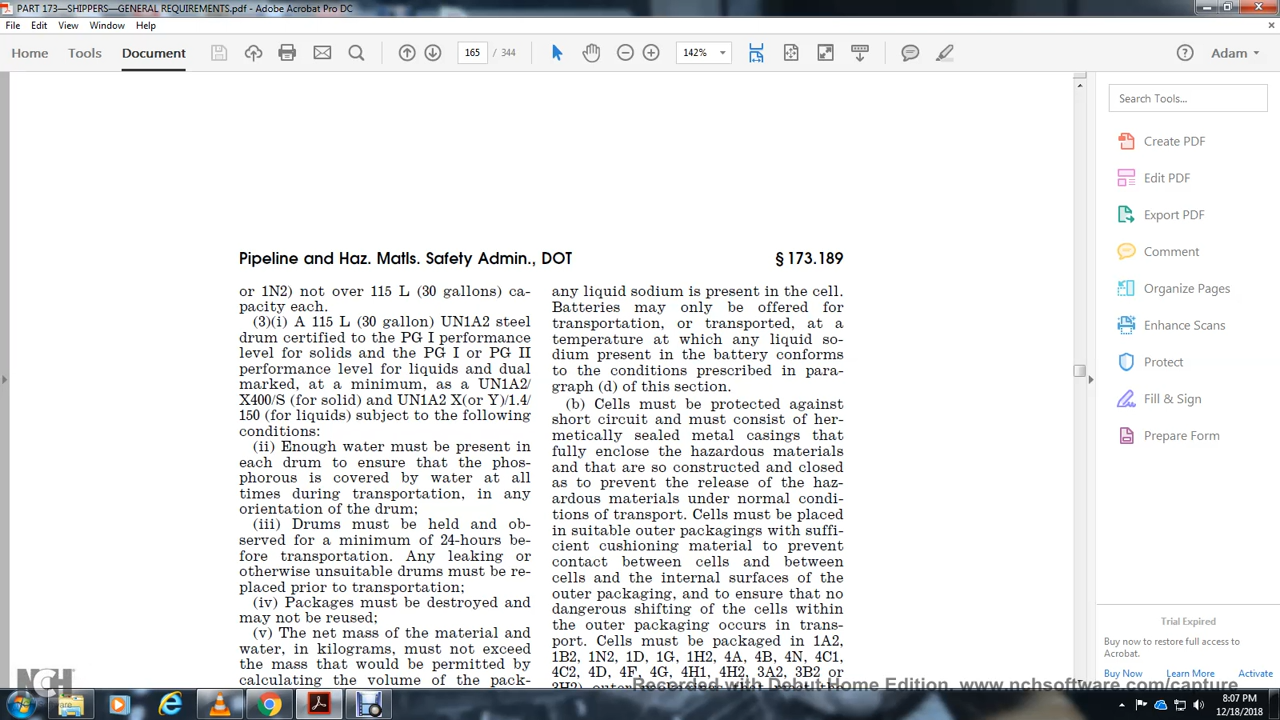 PART 173—SHIPPERS—GENERAL REQUIREMENTS.pdf - Adobe Acrobat Pro DC
File Edit View Window Help
Home Tools Document 165 / 344 142% Adam
Search Tools...
Create PDF
Edit PDF
Export PDF
Comment
Organize Pages
Enhance Scans
Protect
Fill & Sign
Prepare Form
Trial Expired
Buy now to restore full access to
Acrobat.
Buy Now Learn More Activate
Pipeline and Haz. Matls. Safety Admin., DOT § 173.189
or 1N2) not over 115 L (30 gallons) ca-
pacity each.
(3)(i) A 115 L (30 gallon) UN1A2 steel
drum certified to the PG I performance
level for solids and the PG I or PG II
performance level for liquids and dual
marked, at a minimum, as a UN1A2/
X400/S (for solid) and UN1A2 X(or Y)/1.4/
150 (for liquids) subject to the following
conditions:
(ii) Enough water must be present in
each drum to ensure that the phos-
phorous is covered by water at all
times during transportation, in any
orientation of the drum;
(iii) Drums must be held and ob-
served for a minimum of 24-hours be-
fore transportation. Any leaking or
otherwise unsuitable drums must be re-
placed prior to transportation;
(iv) Packages must be destroyed and
may not be reused;
(v) The net mass of the material and
water, in kilograms, must not exceed
the mass that would be permitted by
calculating the volume of the pack-
any liquid sodium is present in the cell.
Batteries may only be offered for
transportation, or transported, at a
temperature at which any liquid so-
dium present in the battery conforms
to the conditions prescribed in para-
graph (d) of this section.
(b) Cells must be protected against
short circuit and must consist of her-
metically sealed metal casings that
fully enclose the hazardous materials
and that are so constructed and closed
as to prevent the release of the haz-
ardous materials under normal condi-
tions of transport. Cells must be placed
in suitable outer packagings with suffi-
cient cushioning material to prevent
contact between cells and between
cells and the internal surfaces of the
outer packaging, and to ensure that no
dangerous shifting of the cells within
the outer packaging occurs in trans-
port. Cells must be packaged in 1A2,
1B2, 1N2, 1D, 1G, 1H2, 4A, 4B, 4N, 4C1,
4C2, 4D, 4F, 4G, 4H1, 4H2, 3A2, 3B2 or
Recorded with Debut Home Edition. www.nchsoftware.com/capture
NCH
8:07 PM
12/18/2018